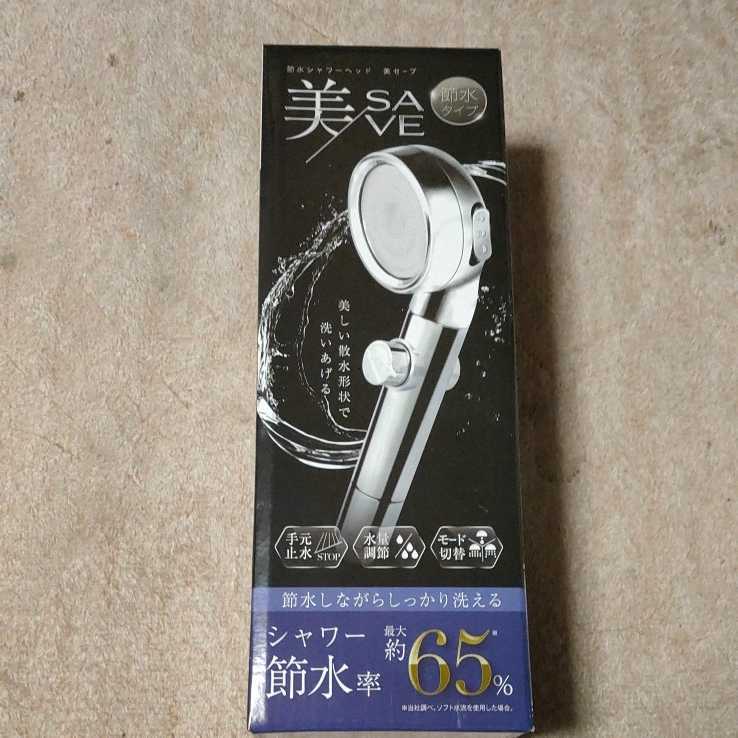 節水シャワーヘッド 美セーブ
美 SA/VE
節水
タイプ
美しい散水形状で
洗いあげる
手元
止水 STOP
水量
調節
モード
切替
節水しながらしっかり洗える
シャワー
節水率
最大
約65%
※
※当社調べ。ソフト水流を使用した場合。